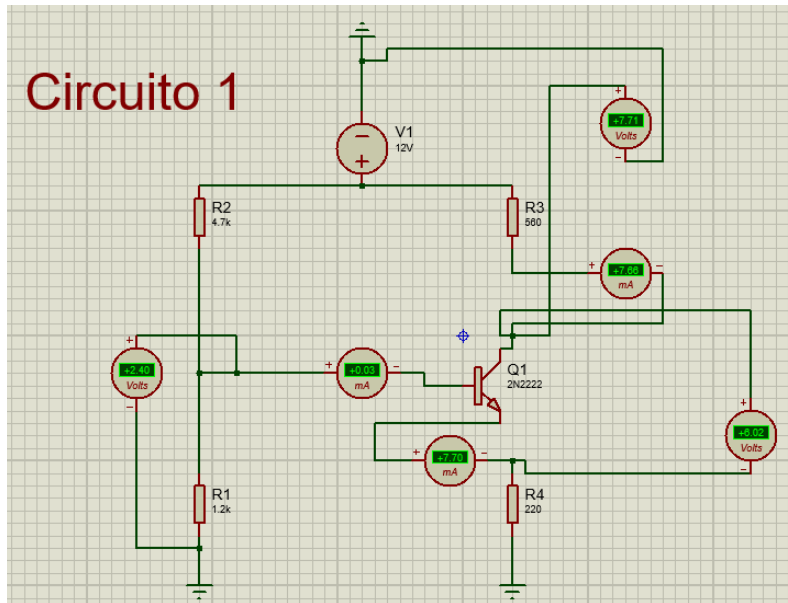 Circuito 1
+
+7.71
Volts
−
V1
12V
−
+
R2
4.7k
R3
560
+
+7.66
−
mA
+
+2.40
Volts
−
+
+0.03
−
mA
Q1
2N2222
+
+6.02
Volts
−
+
+7.70
−
mA
R1
1.2k
R4
220